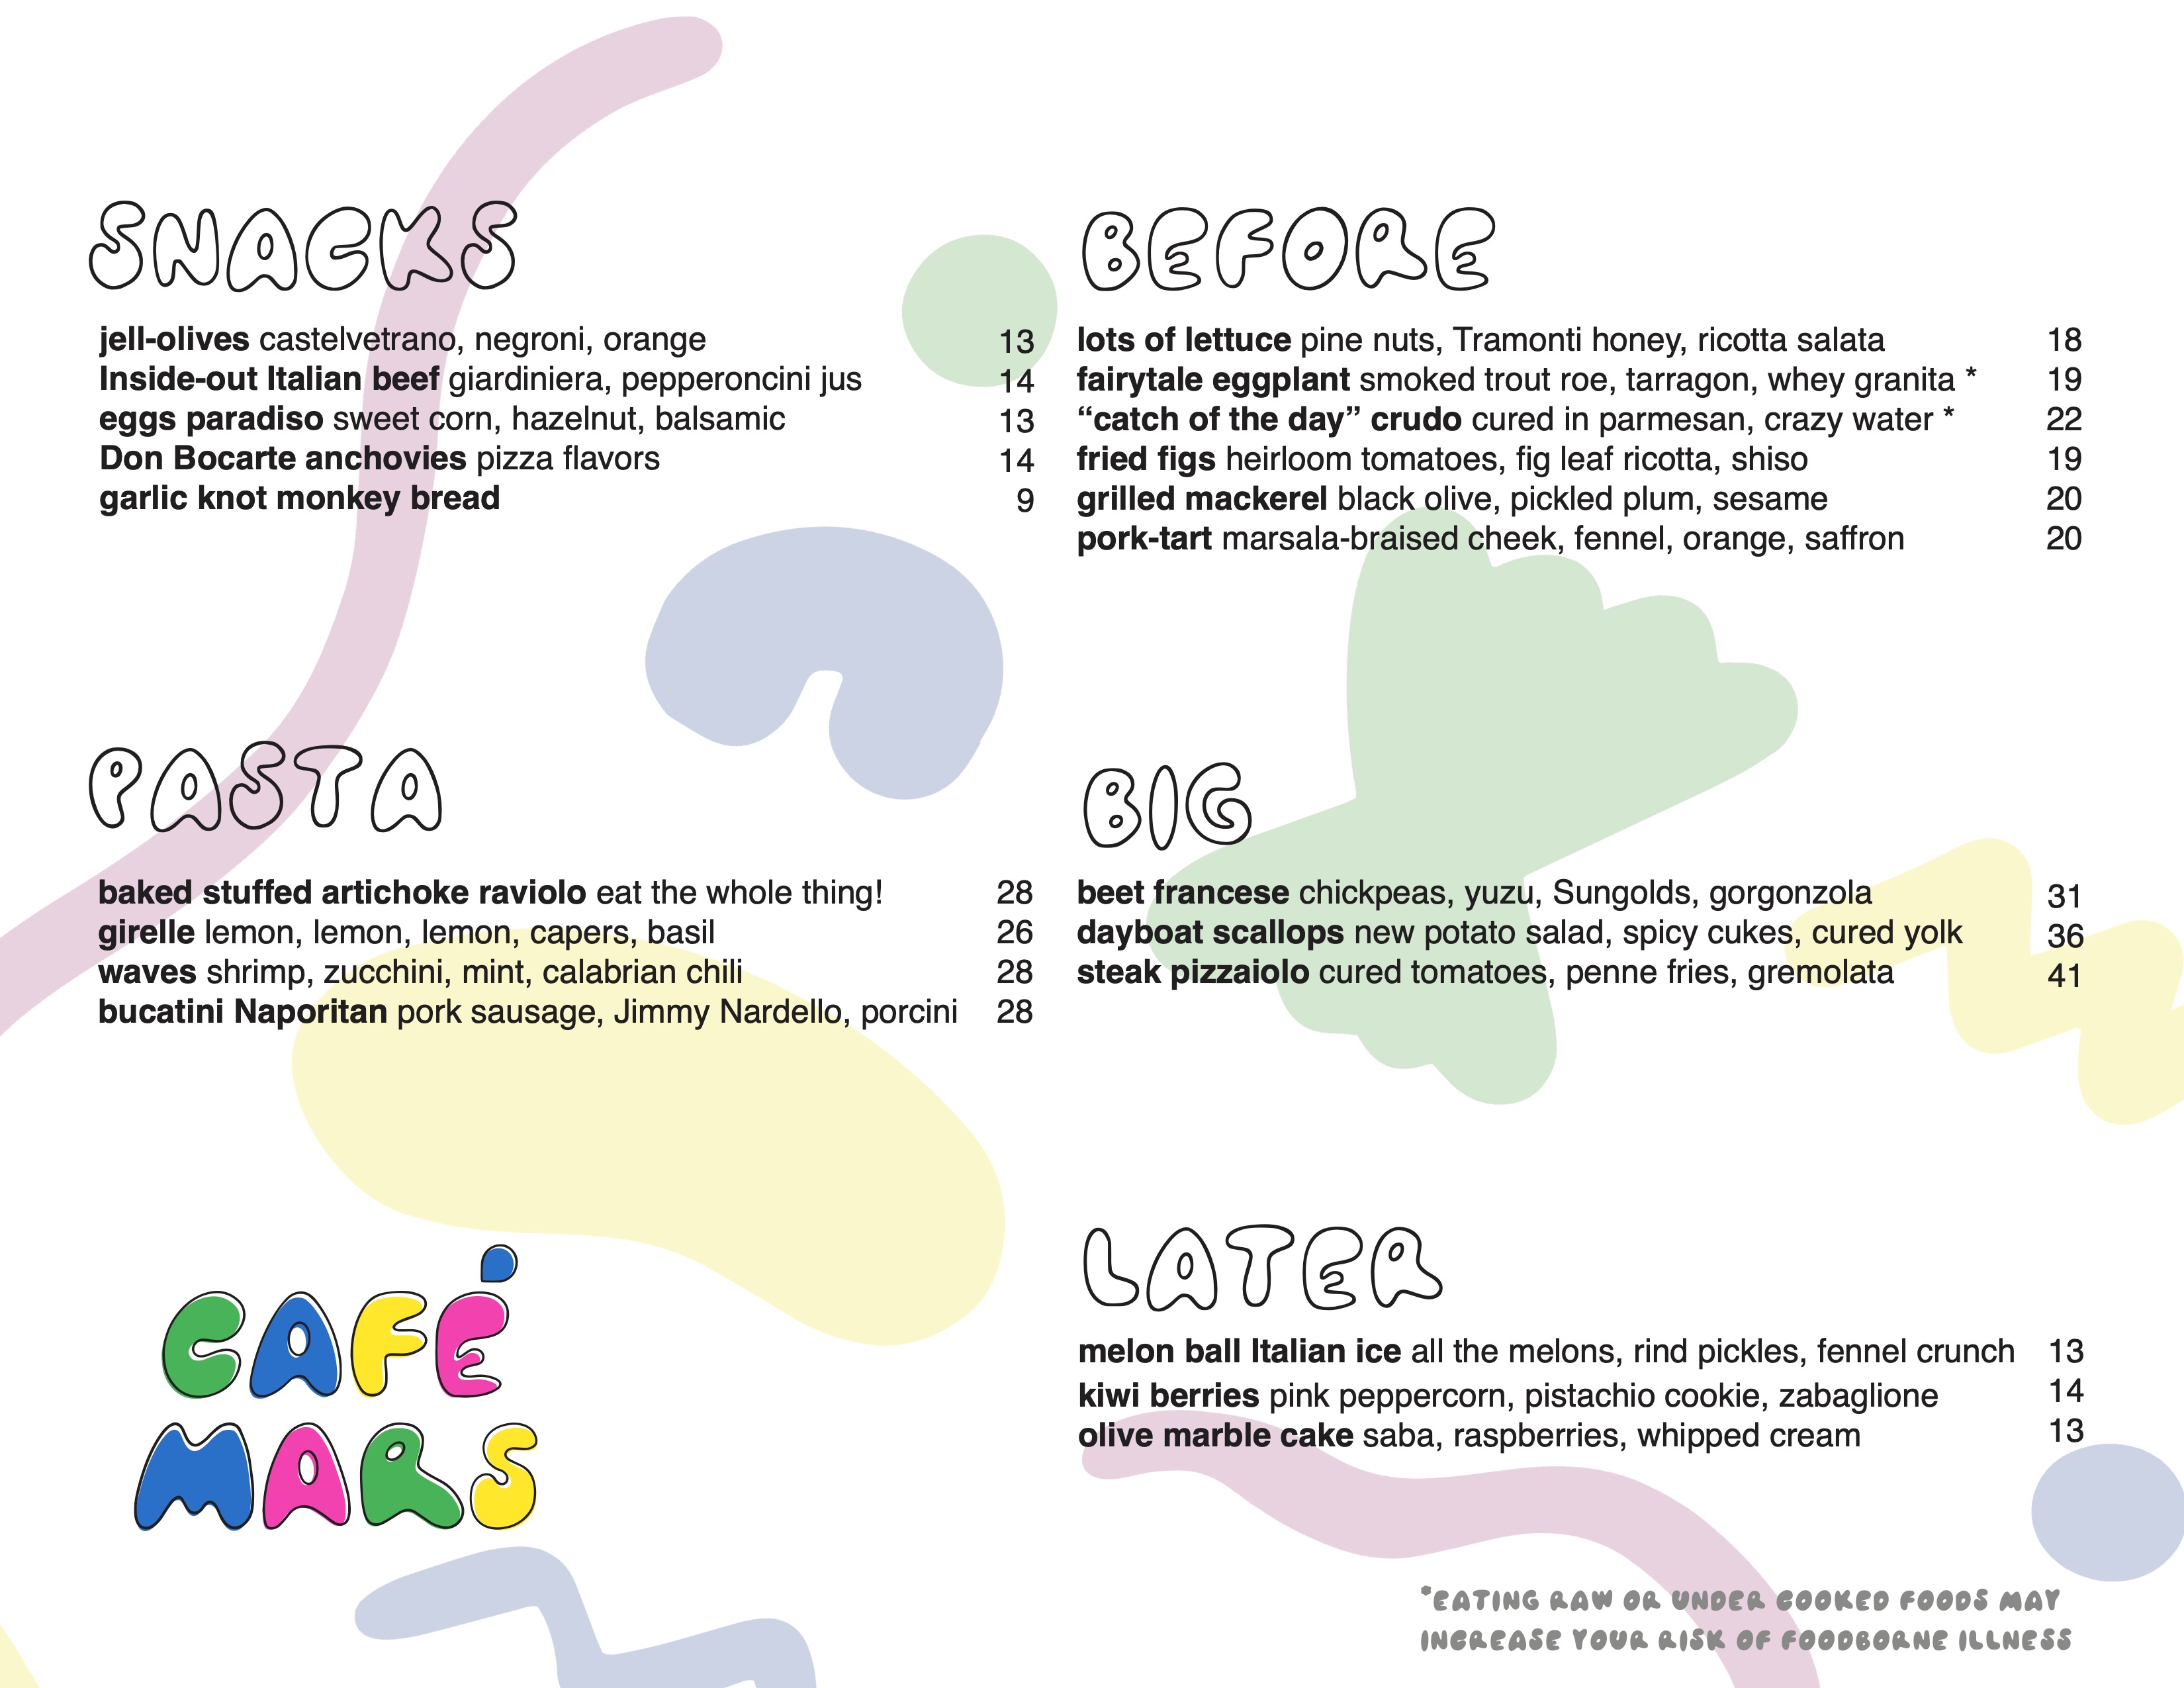 SNACKS
jell-olives castelvetrano, negroni, orange 13
Inside-out Italian beef giardiniera, pepperoncini jus 14
eggs paradiso sweet corn, hazelnut, balsamic 13
Don Bocarte anchovies pizza flavors 14
garlic knot monkey bread 9
BEFORE
lots of lettuce pine nuts, Tramonti honey, ricotta salata 18
fairytale eggplant smoked trout roe, tarragon, whey granita * 19
“catch of the day” crudo cured in parmesan, crazy water * 22
fried figs heirloom tomatoes, fig leaf ricotta, shiso 19
grilled mackerel black olive, pickled plum, sesame 20
pork-tart marsala-braised cheek, fennel, orange, saffron 20
PASTA
baked stuffed artichoke raviolo eat the whole thing! 28
girelle lemon, lemon, lemon, capers, basil 26
waves shrimp, zucchini, mint, calabrian chili 28
bucatini Naporitan pork sausage, Jimmy Nardello, porcini 28
BIG
beet francese chickpeas, yuzu, Sungolds, gorgonzola 31
dayboat scallops new potato salad, spicy cukes, cured yolk 36
steak pizzaiolo cured tomatoes, penne fries, gremolata 41
LATER
melon ball Italian ice all the melons, rind pickles, fennel crunch 13
kiwi berries pink peppercorn, pistachio cookie, zabaglione 14
olive marble cake saba, raspberries, whipped cream 13
CAFÉ
MARS
*EATING RAW OR UNDER COOKED FOODS MAY
INCREASE YOUR RISK OF FOODBORNE ILLNESS